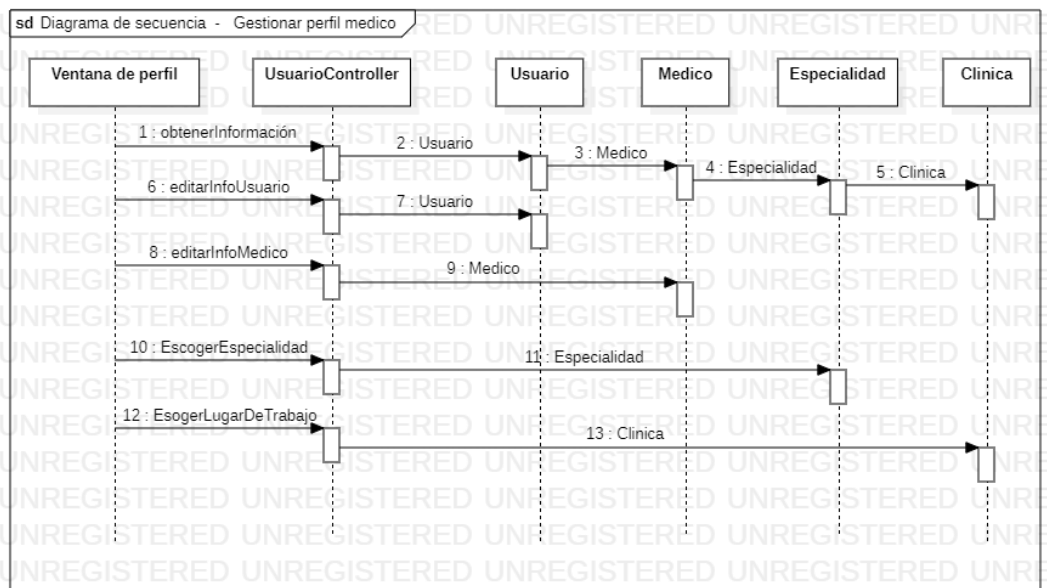 sd Diagrama de secuencia - Gestionar perfil medico
Ventana de perfil
UsuarioController
Usuario
Medico
Especialidad
Clinica
1 : obtenerInformación
2 : Usuario
3 : Medico
4 : Especialidad
5 : Clinica
6 : editarInfoUsuario
7 : Usuario
8 : editarInfoMedico
9 : Medico
10 : EscogerEspecialidad
11 : Especialidad
12 : EsogerLugarDeTrabajo
13 : Clinica
UNREGISTERED